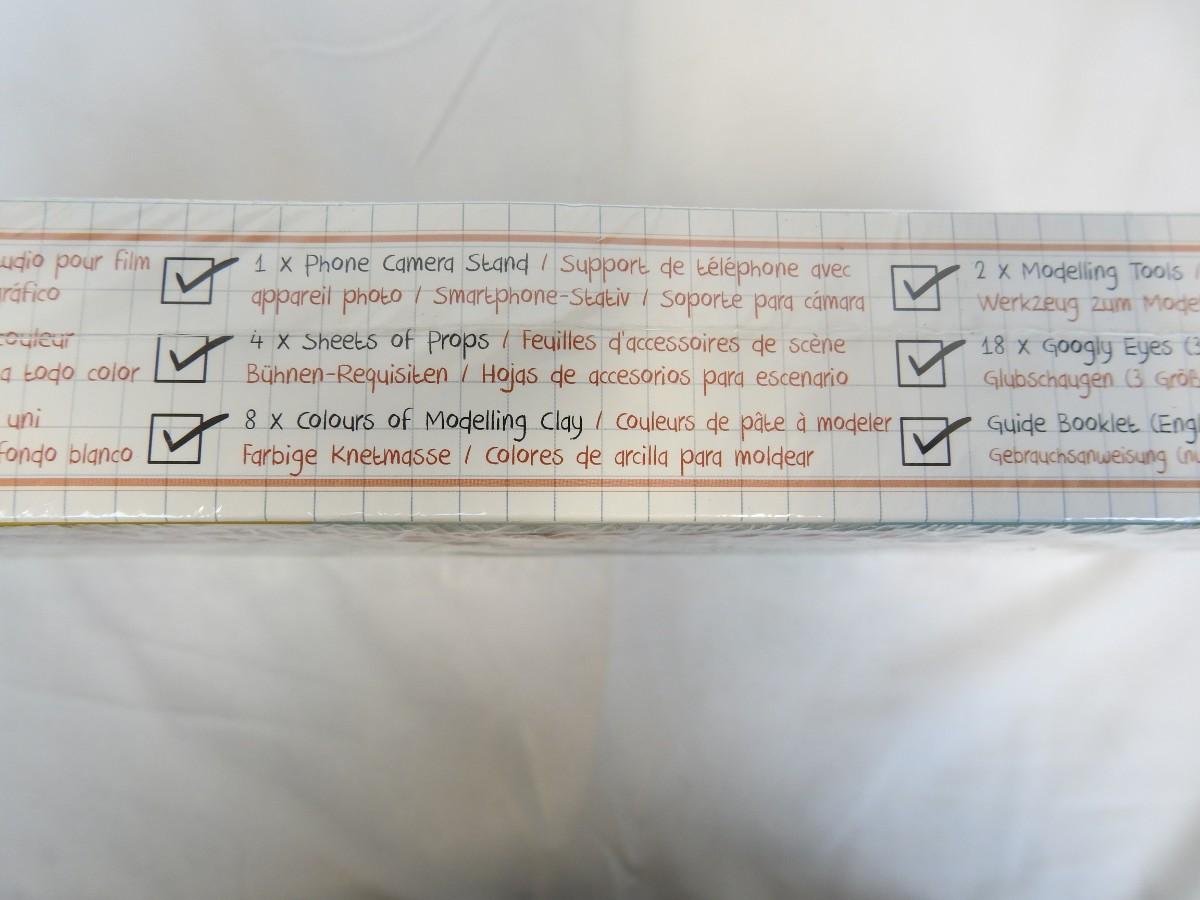 pour film
1 x Phone Camera Stand / Support de téléphone avec
appareil photo / Smartphone-Stativ / Soporte para cámara
4 x Sheets of Props / Feuilles d'accessoires de scène
a todo color
Bühnen-Requisiten / Hojas de accesorios para escenario
uni
8 x Colours of Modelling Clay / Couleurs de pâte à modeler
fondo blanco
Farbige Knetmasse / Colores de arcilla para moldear
2 x Modelling Tools /
Werkzeug zum
18 x Googly Eyes (3
Glubschaugen (3
Guide Booklet
Gebrauchsanweisung